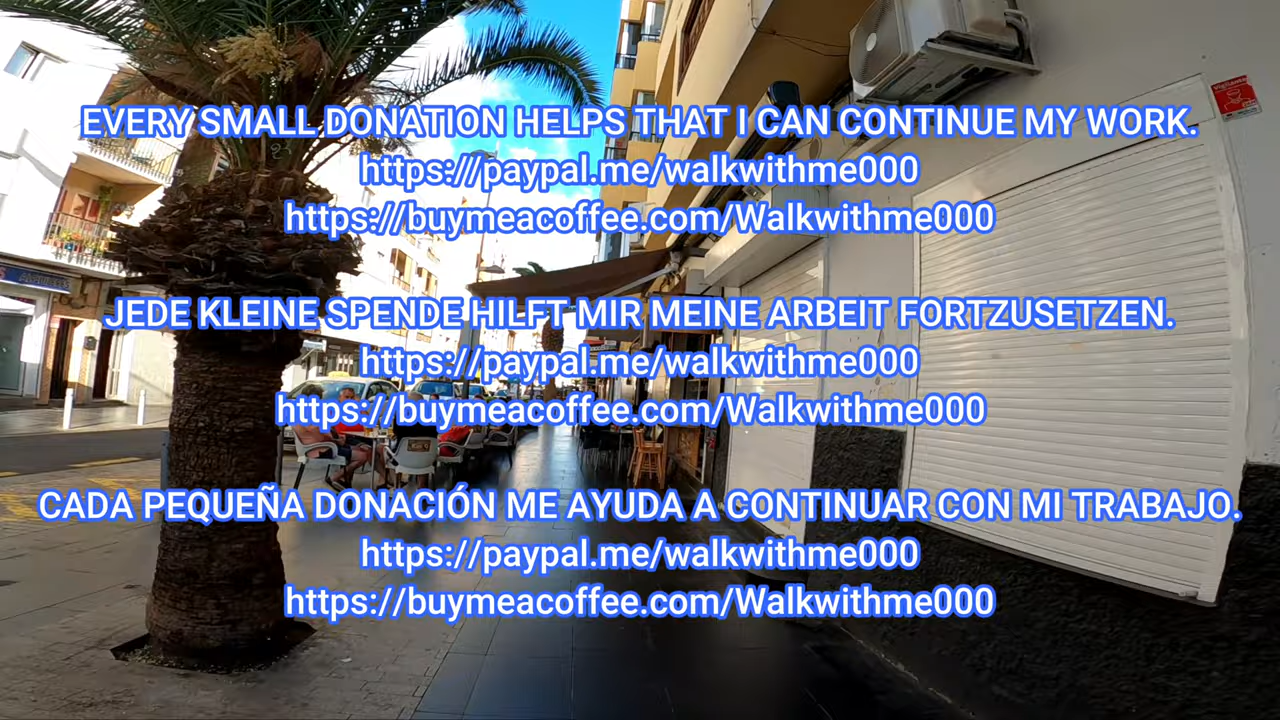 EVERY SMALL DONATION HELPS THAT I CAN CONTINUE MY WORK.
https://paypal.me/walkwithme000
https://buymeacoffee.com/Walkwithme000
JEDE KLEINE SPENDE HILFT MIR MEINE ARBEIT FORTZUSETZEN.
https://paypal.me/walkwithme000
https://buymeacoffee.com/Walkwithme000
CADA PEQUEÑA DONACIÓN ME AYUDA A CONTINUAR CON MI TRABAJO.
https://paypal.me/walkwithme000
https://buymeacoffee.com/Walkwithme000